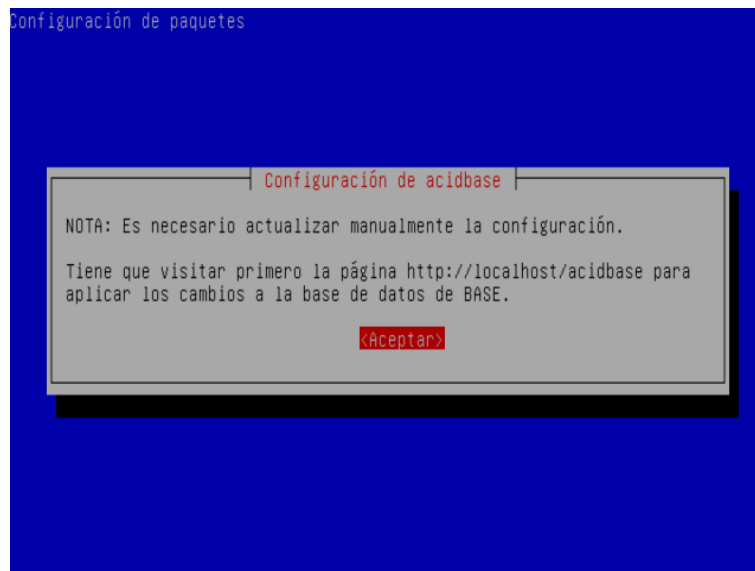 Configuración de paquetes
Configuración de acidbase
NOTA: Es necesario actualizar manualmente la configuración.
Tiene que visitar primero la página http://localhost/acidbase para
aplicar los cambios a la base de datos de BASE.
<Aceptar>